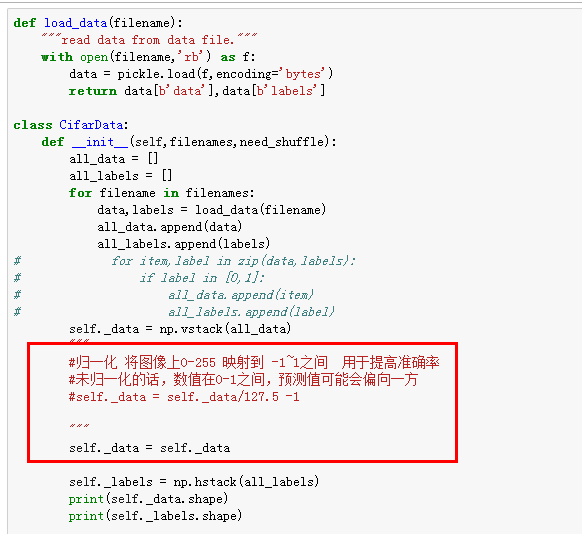 def load_data(filename):
    """read data from data file."""
    with open(filename,'rb') as f:
        data = pickle.load(f,encoding='bytes')
        return data[b'data'],data[b'labels']

class CifarData:
    def __init__(self,filenames,need_shuffle):
        all_data = []
        all_labels = []
        for filename in filenames:
            data,labels = load_data(filename)
            all_data.append(data)
            all_labels.append(labels)
#             for item,label in zip(data,labels):
#                 if label in [0,1]:
#                     all_data.append(item)
#                     all_labels.append(label)
        self._data = np.vstack(all_data)
        """
        #归一化 将图像上0-255 映射到 -1~1之间  用于提高准确率
        #未归一化的话，数值在0-1之间，预测值可能会偏向一方
        #self._data = self._data/127.5 -1

        """
        self._data = self._data

        self._labels = np.hstack(all_labels)
        print(self._data.shape)
        print(self._labels.shape)